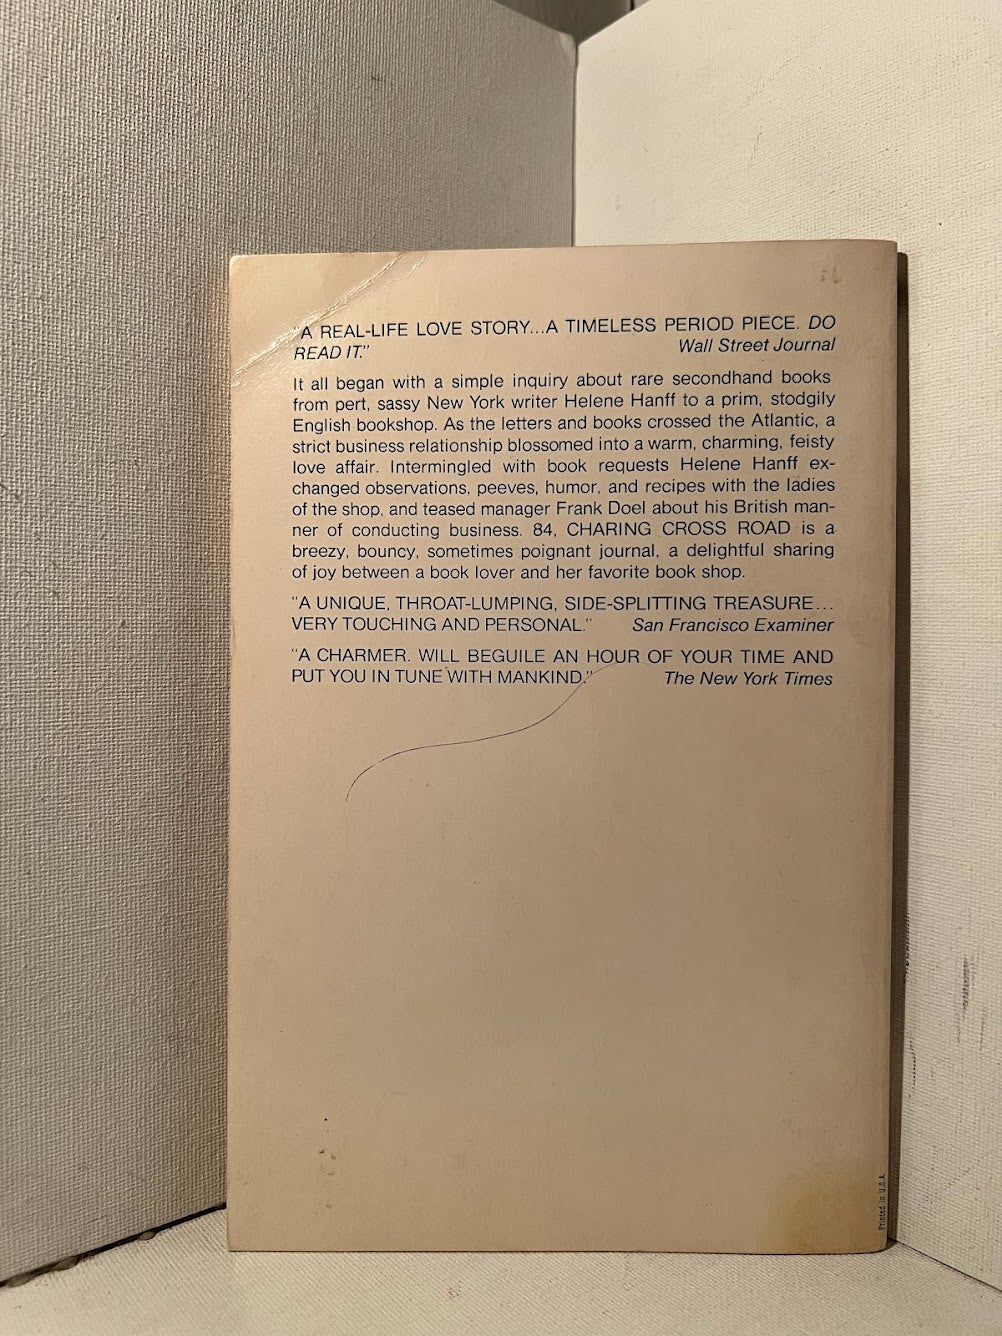 "A REAL-LIFE LOVE STORY...A TIMELESS PERIOD PIECE. DO
READ IT." Wall Street Journal
It all began with a simple inquiry about rare secondhand books
from pert, sassy New York writer Helene Hanff to a prim, stodgily
English bookshop. As the letters and books crossed the Atlantic, a
strict business relationship blossomed into a warm, charming, feisty
love affair. Intermingled with book requests Helene Hanff ex-
changed observations, peeves, humor, and recipes with the ladies
of the shop, and teased manager Frank Doel about his British man-
ner of conducting business. 84, CHARING CROSS ROAD is a
breezy, bouncy, sometimes poignant journal, a delightful sharing
of joy between a book lover and her favorite book shop.
"A UNIQUE, THROAT-LUMPING, SIDE-SPLITTING TREASURE...
VERY TOUCHING AND PERSONAL." San Francisco Examiner
"A CHARMER. WILL BEGUILE AN HOUR OF YOUR TIME AND
PUT YOU IN TUNE WITH MANKIND." The New York Times
Printed in U.S.A.